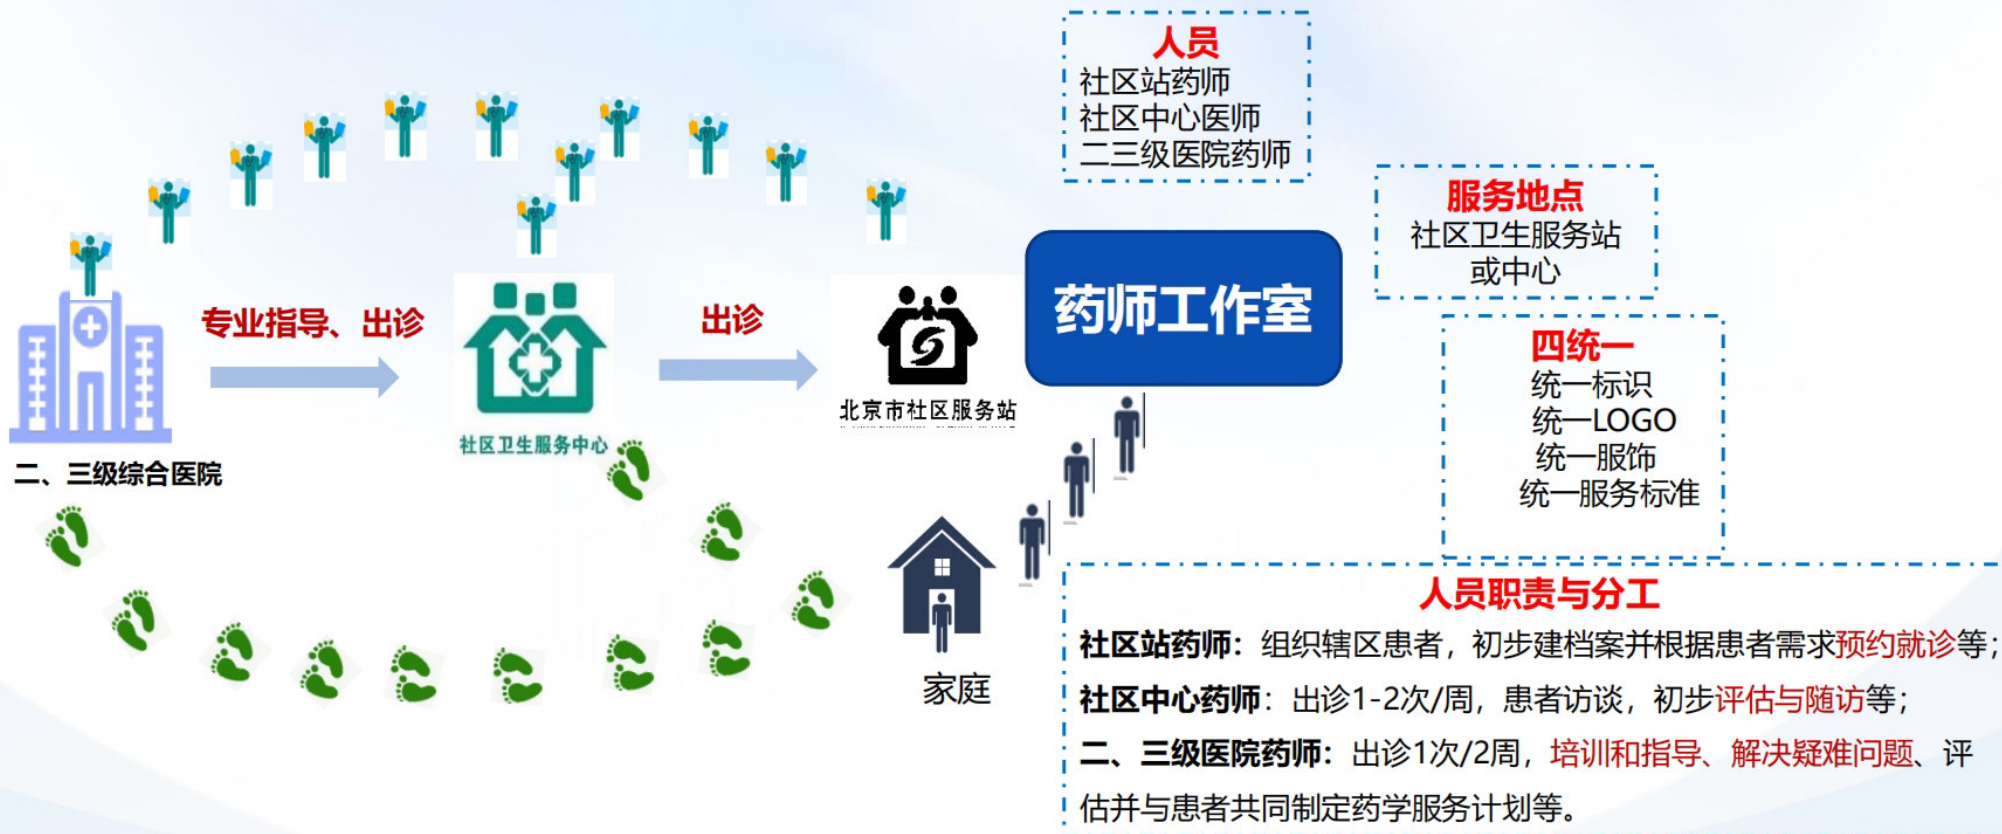 人员
社区站药师
社区中心医师
二三级医院药师
服务地点
社区卫生服务站
或中心
专业指导、出诊
出诊
药师工作室
四统一
统一标识
统一LOGO
统一服饰
统一服务标准
北京市社区服务站
社区卫生服务中心
二、三级综合医院
家庭
人员职责与分工
社区站药师：组织辖区患者，初步建档案并根据患者需求预约就诊等；
社区中心药师：出诊1-2次/周，患者访谈，初步评估与随访等；
二、三级医院药师：出诊1次/2周，培训和指导、解决疑难问题、评
估并与患者共同制定药学服务计划等。